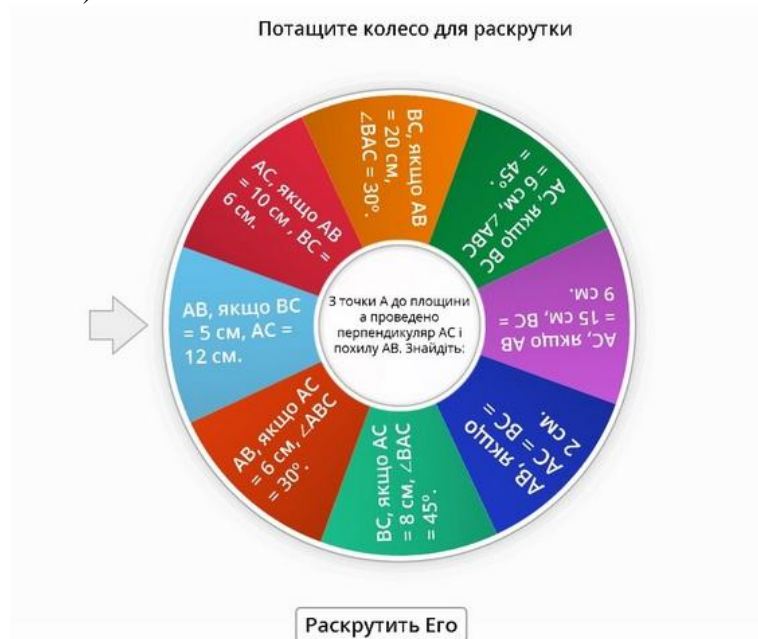 Потащите колесо для раскрутки
ВС, якщо АВ
= 20 см,
∠ВАС = 30°.
АС, якщо ВС
= 6 см, ∠АВС
= 45°.
АС, якщо АВ
= 15 см, ВС =
9 см.
АВ, якщо
АС = ВС =
2 см.
ВС, якщо АС
= 8 см, ∠ВАС
= 45°.
АВ, якщо АС
= 6 см, ∠АВС
= 30°.
АВ, якщо ВС
= 5 см, АС =
12 см.
АС, якщо АВ
= 10 см , ВС =
6 см.
З точки А до площини
а проведено
перпендикуляр АС і
похилу АВ. Знайдіть:
Раскрутить Его